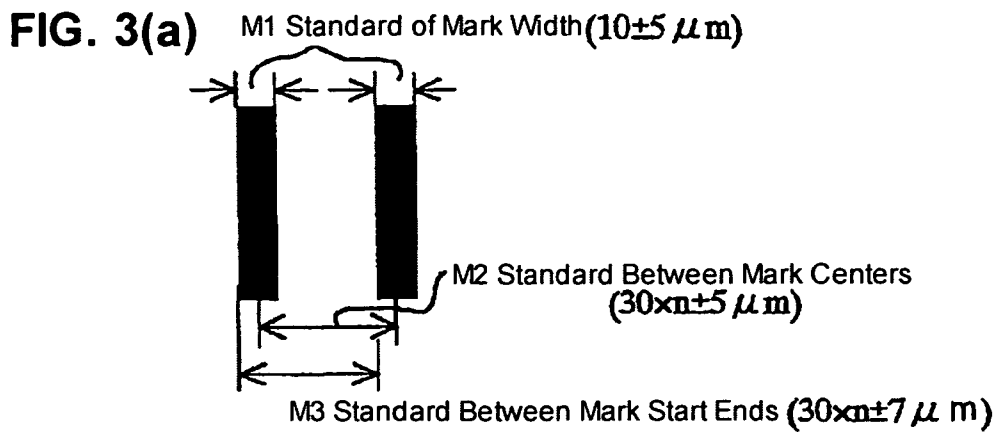 FIG. 3(a) M1 Standard of Mark Width (10±5 μm)
M2 Standard Between Mark Centers
(30×n±5 μm)
M3 Standard Between Mark Start Ends (30×n±7 μ m)